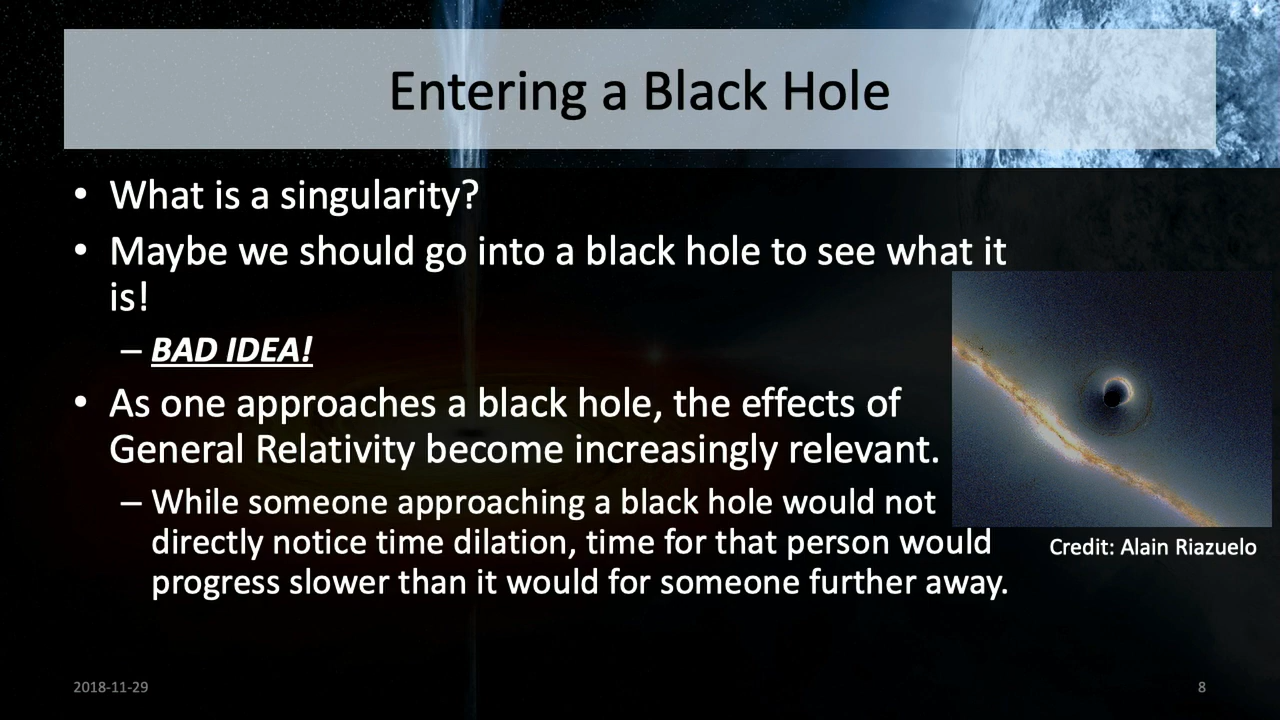 Entering a Black Hole
• What is a singularity?
• Maybe we should go into a black hole to see what it
is!
– BAD IDEA!
• As one approaches a black hole, the effects of
General Relativity become increasingly relevant.
– While someone approaching a black hole would not
directly notice time dilation, time for that person would
progress slower than it would for someone further away.
Credit: Alain Riazuelo
2018-11-29
8